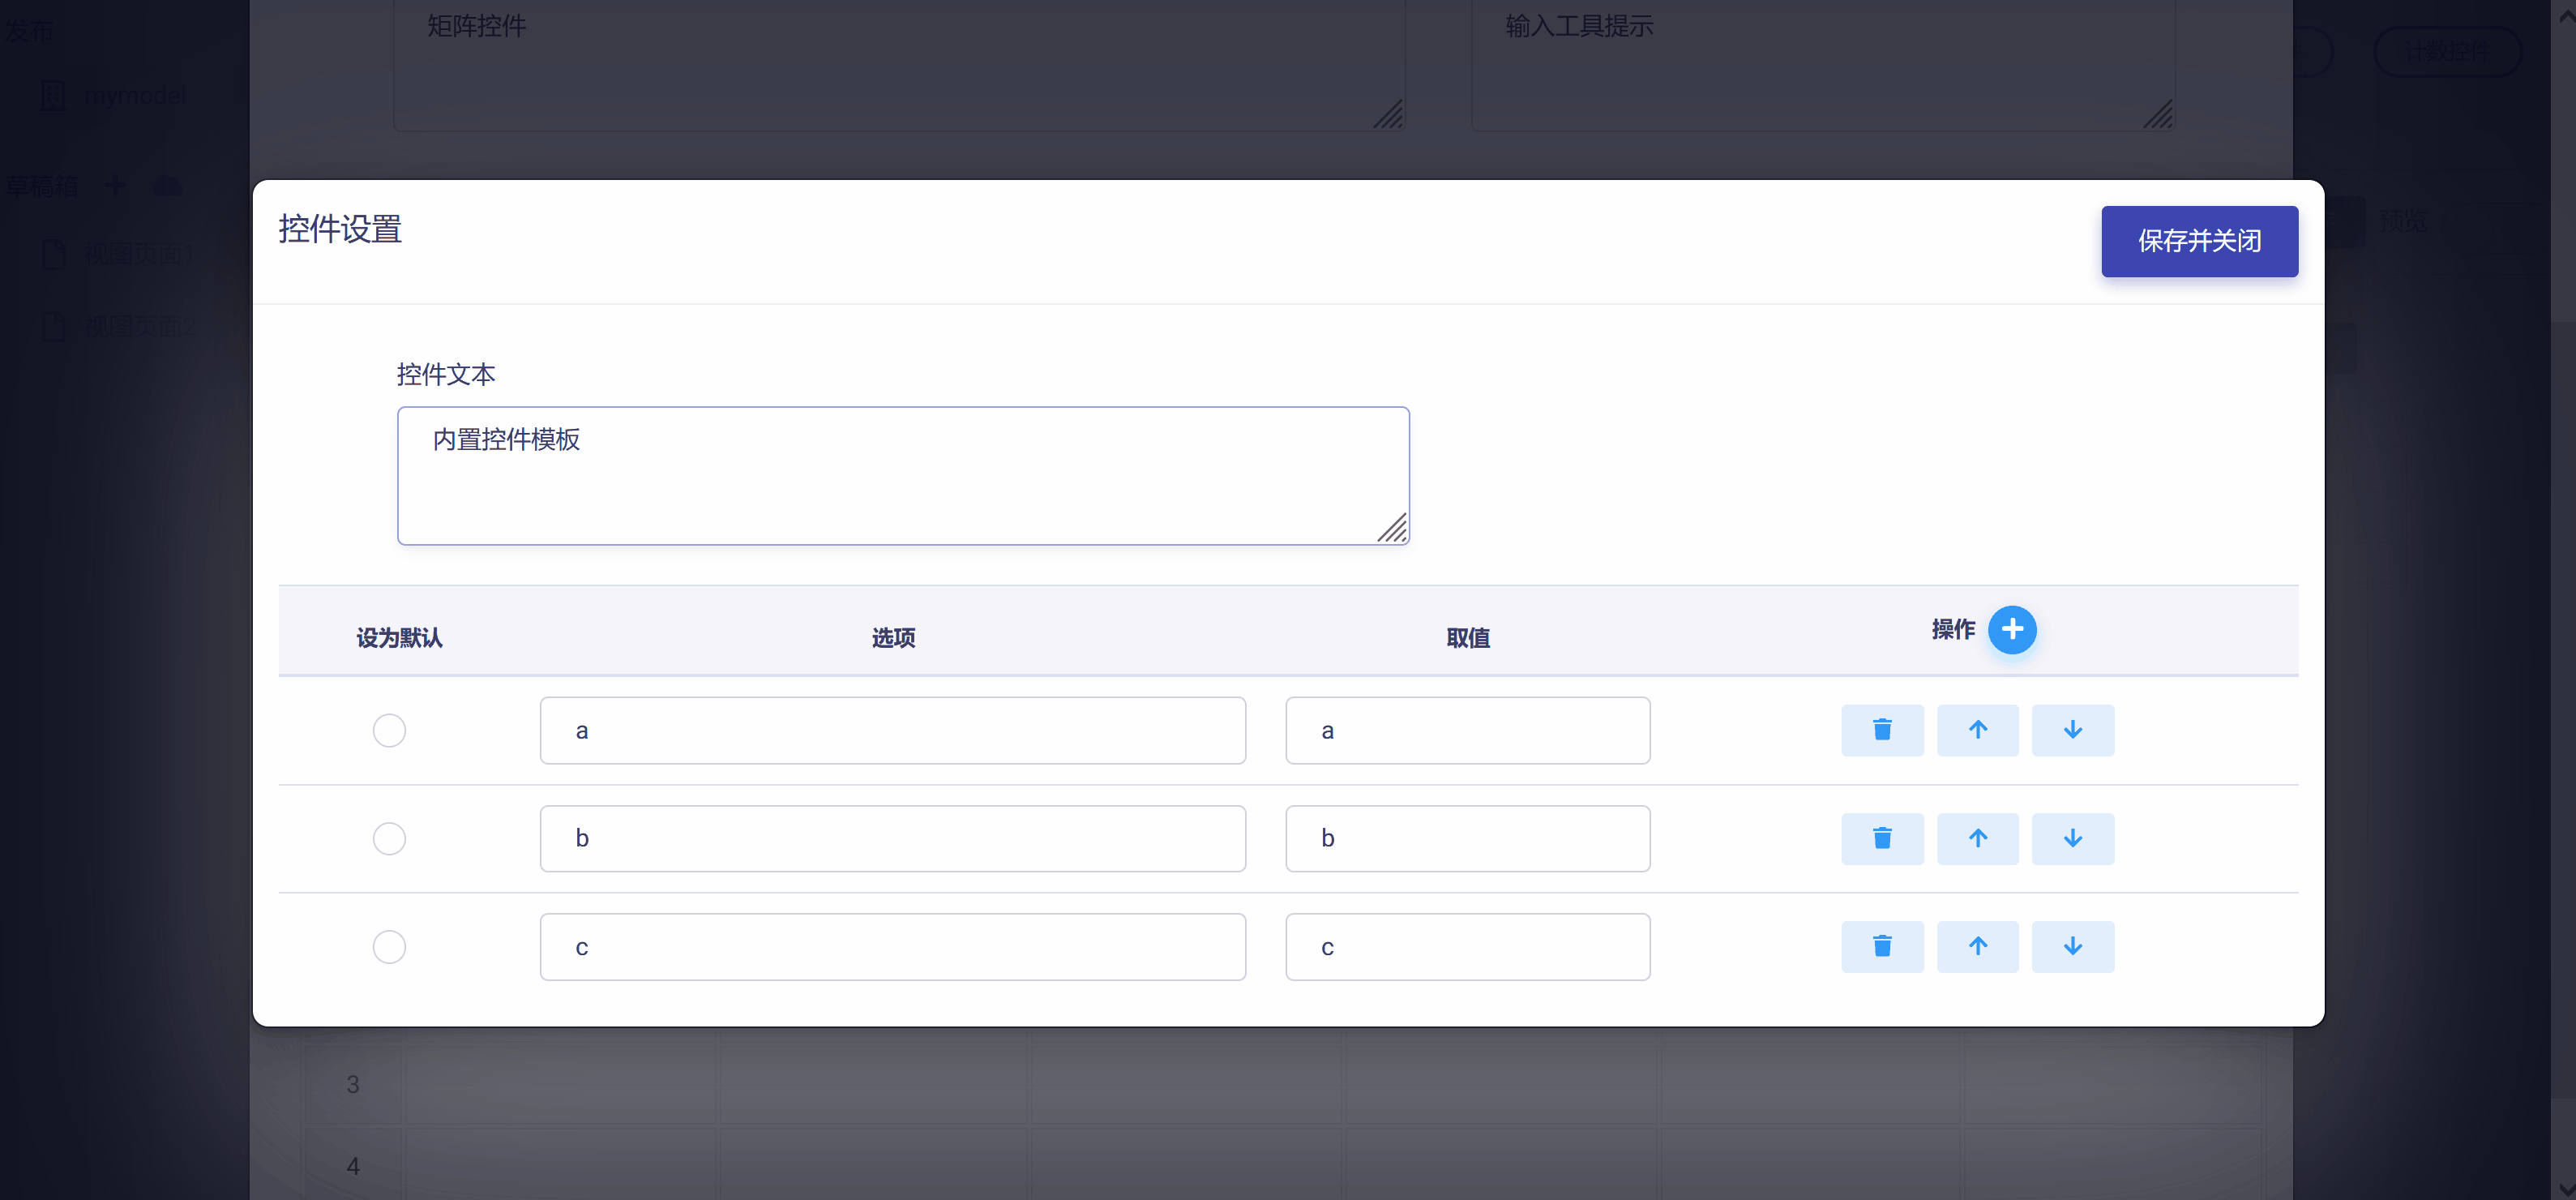 发布
矩阵控件
输入工具提示
计数控件
mymodel
草稿箱
控件设置
保存并关闭
预览
视图页面1
视图页面2
控件文本
内置控件模板
设为默认 选项 取值 操作
a a
b b
c c
3
4